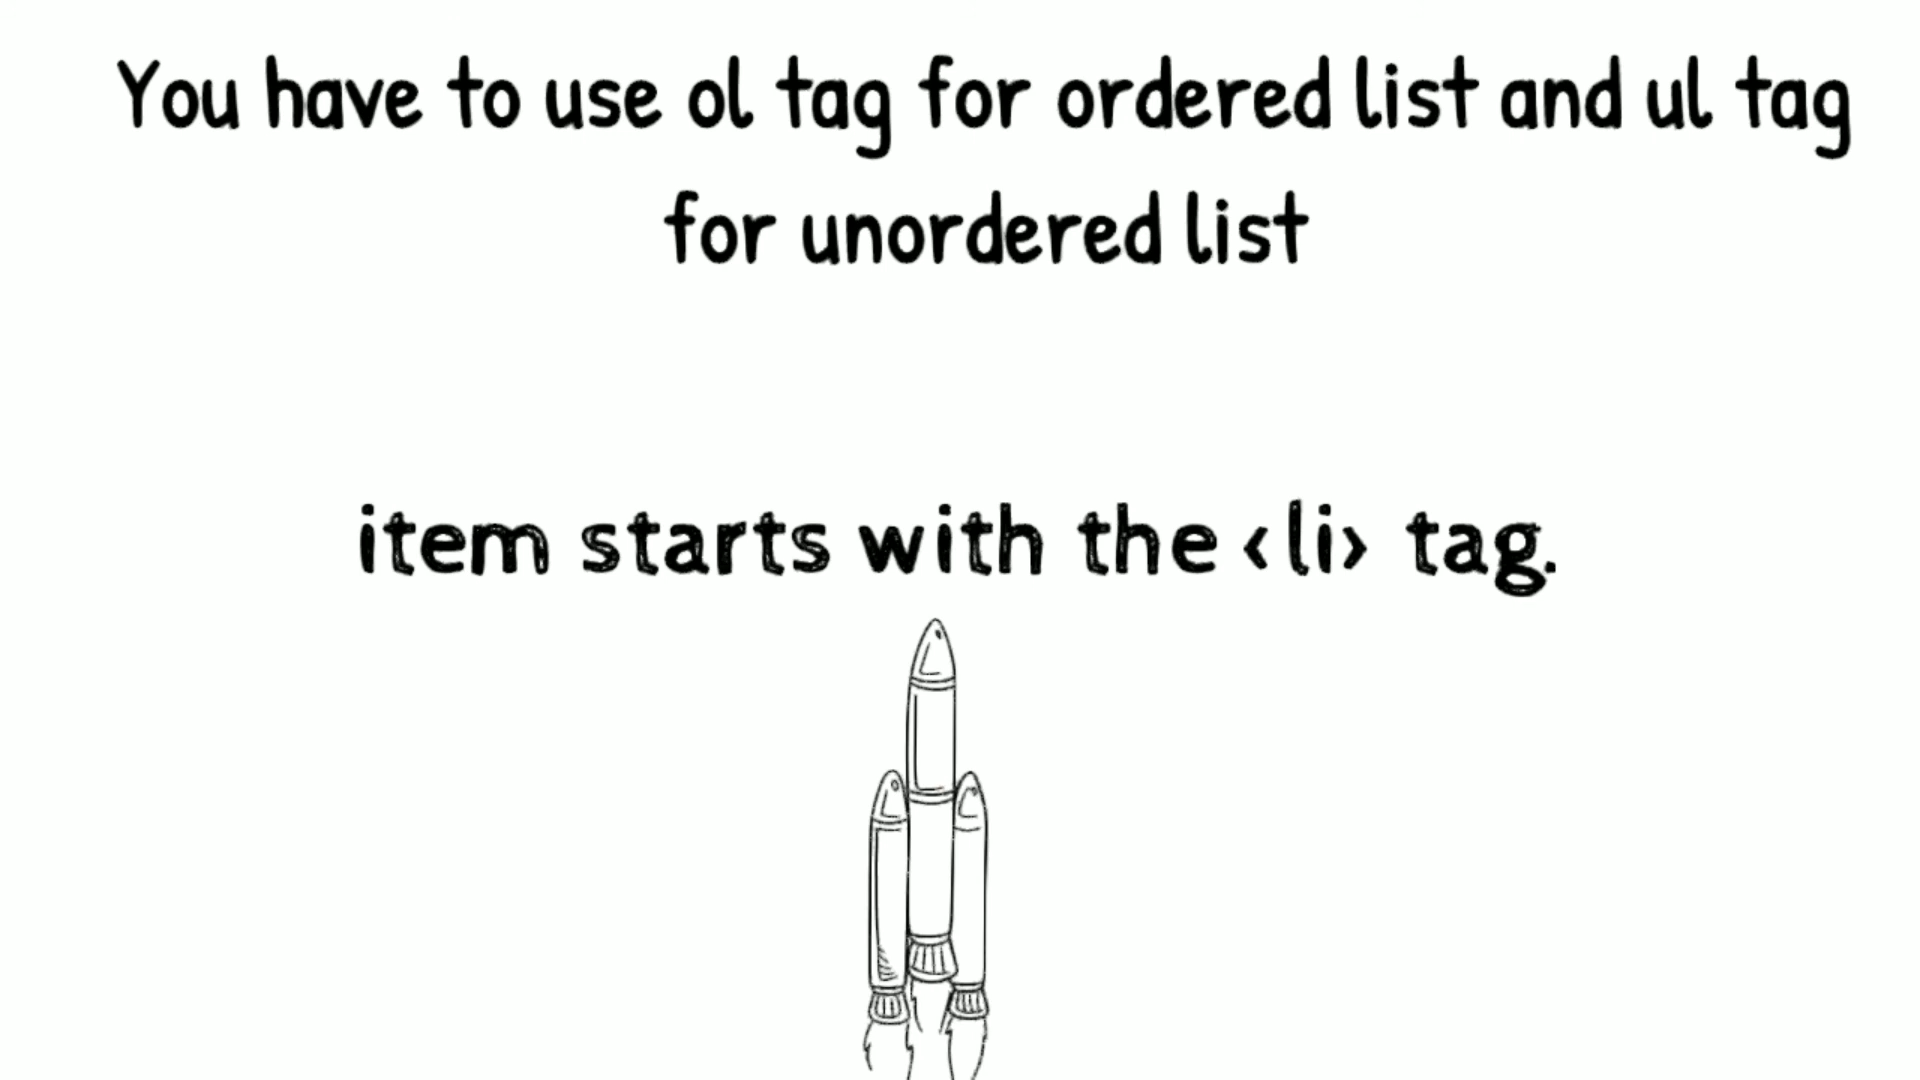 You have to use ol tag for ordered list and ul tag
for unordered list
item starts with the <li> tag.